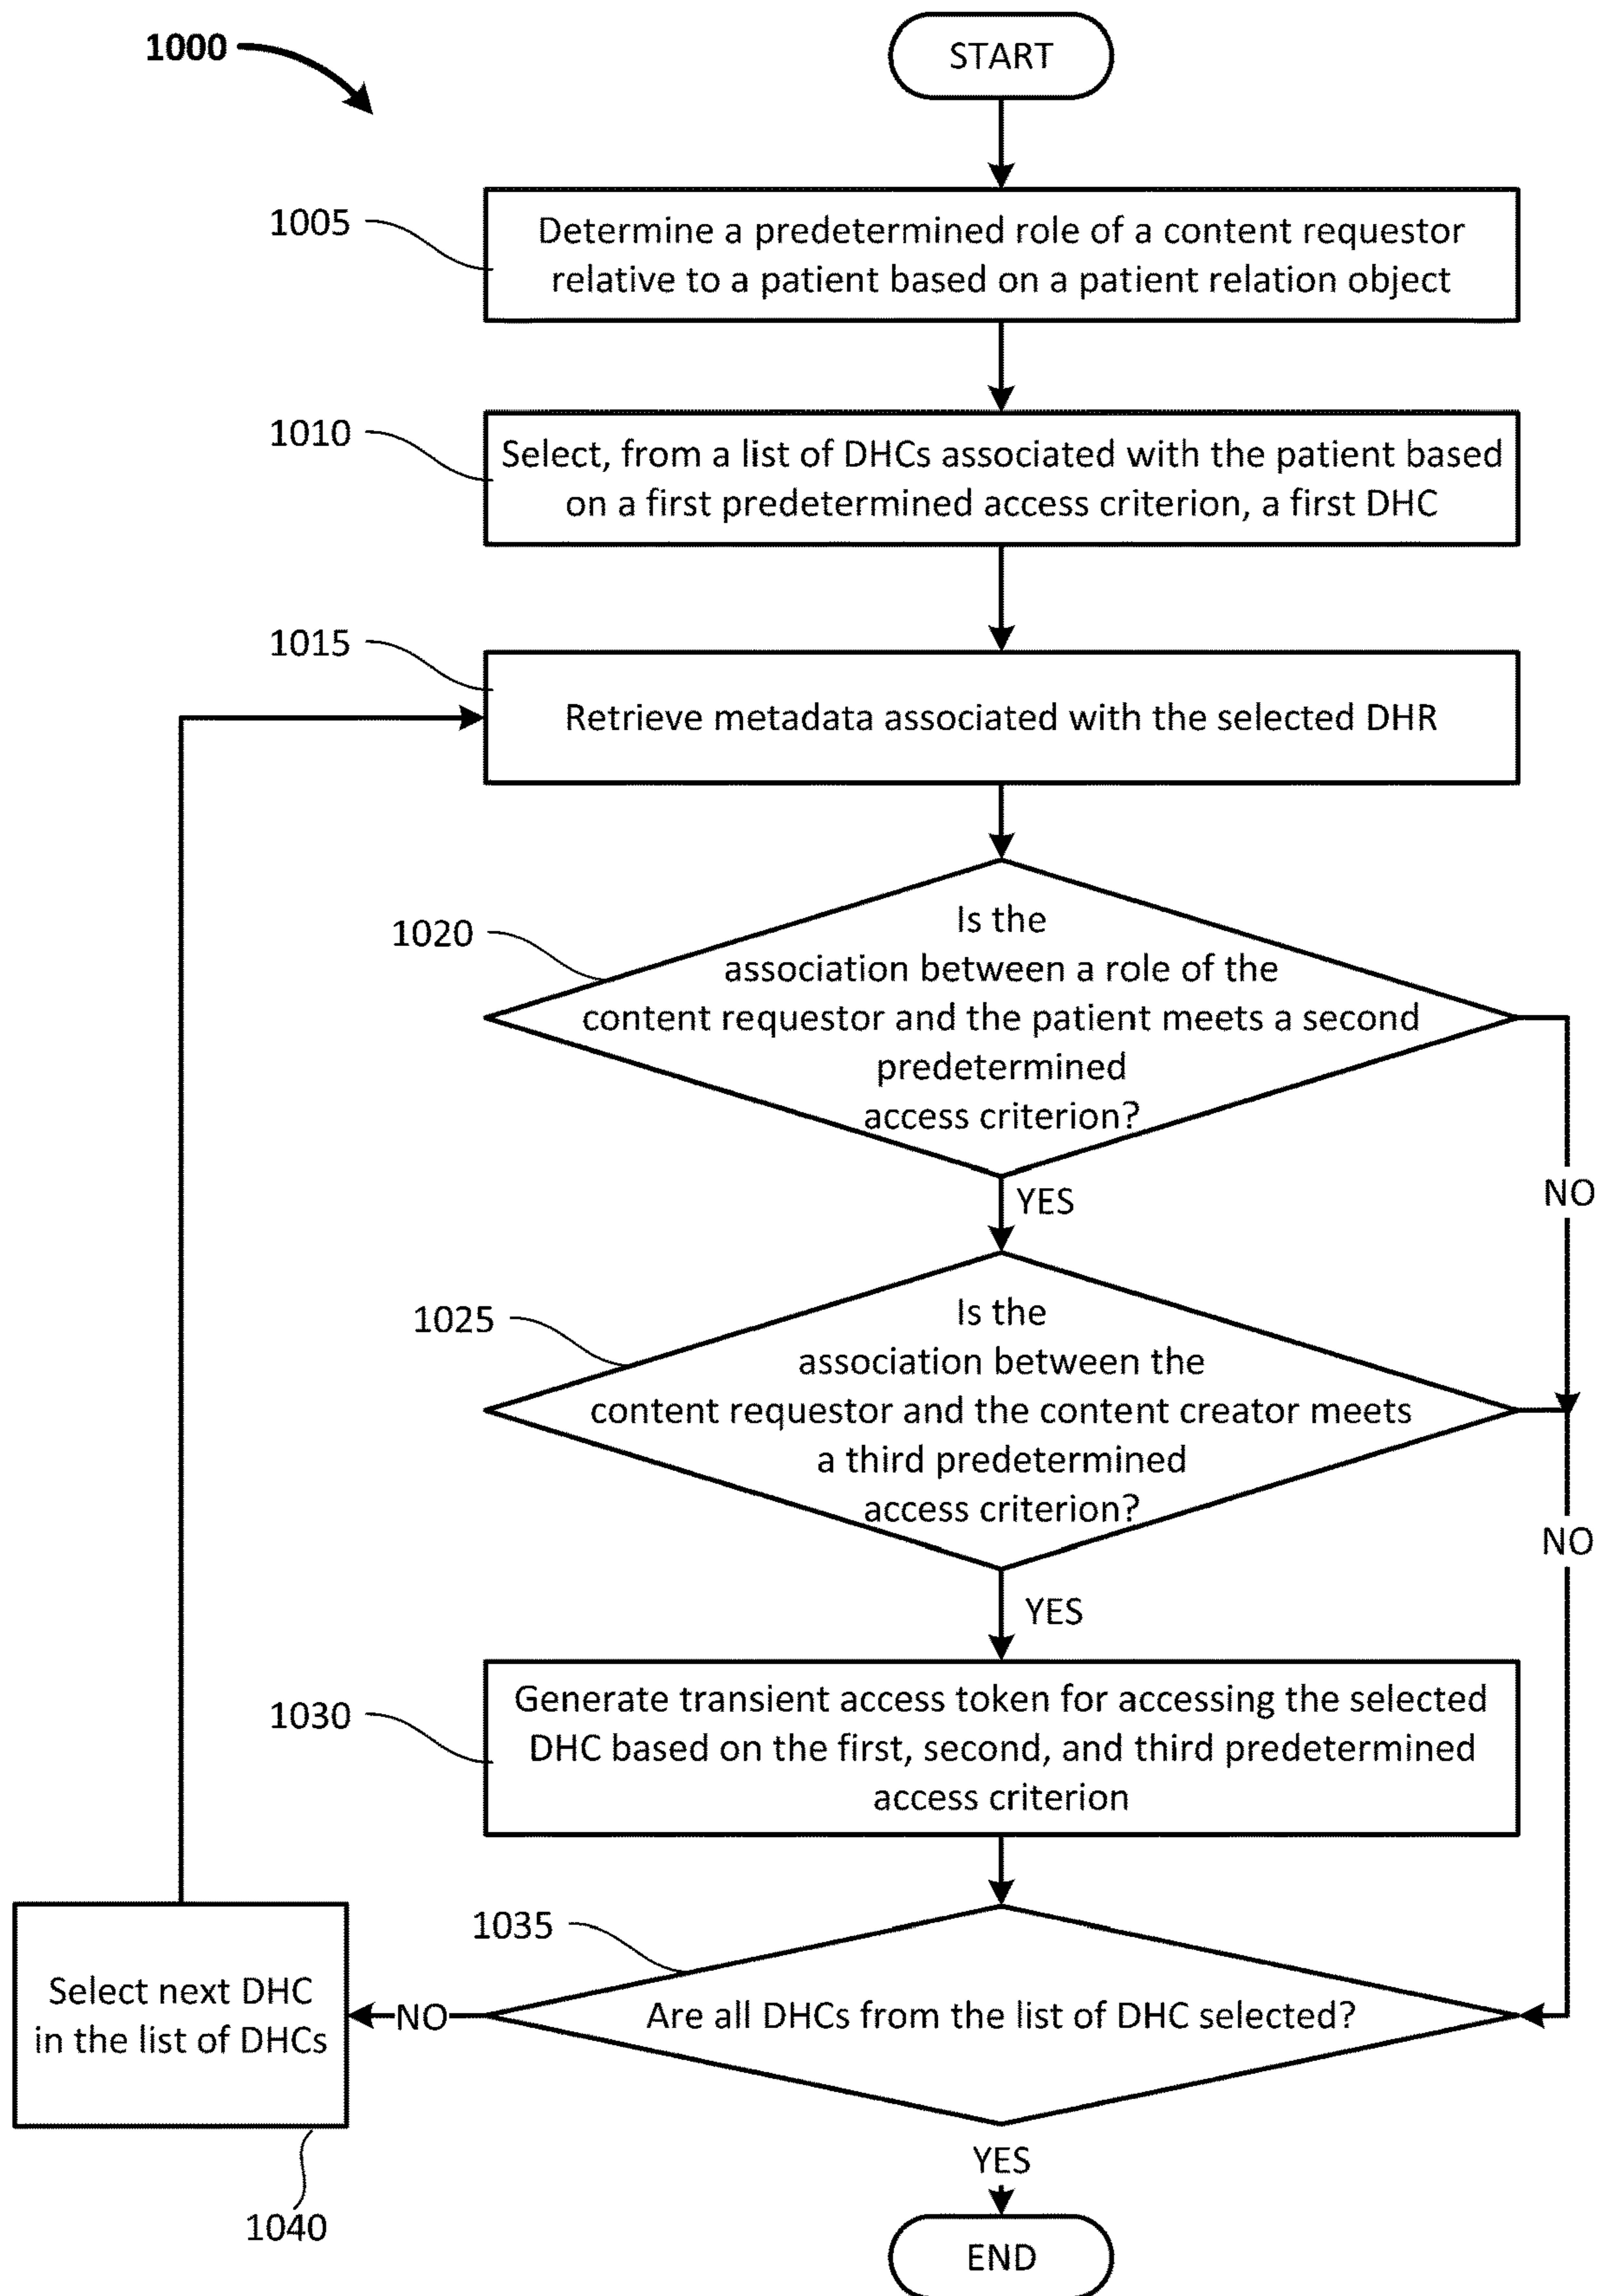 1000
START
1005
Determine a predetermined role of a content requestor
relative to a patient based on a patient relation object
1010
Select, from a list of DHCs associated with the patient based
on a first predetermined access criterion, a first DHC
1015
Retrieve metadata associated with the selected DHR
1020
Is the
association between a role of the
content requestor and the patient meets a second
predetermined
access criterion?
NO
YES
1025
Is the
association between the
content requestor and the content creator meets
a third predetermined
access criterion?
NO
YES
1030
Generate transient access token for accessing the selected
DHC based on the first, second, and third predetermined
access criterion
1035
Are all DHCs from the list of DHC selected?
NO
Select next DHC
in the list of DHCs
1040
YES
END